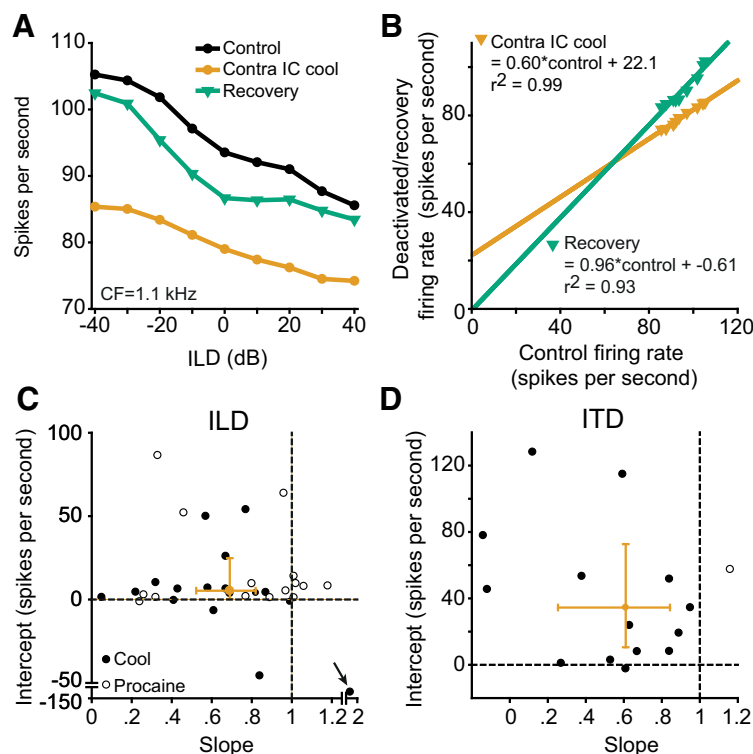 A
110
100
90
80
70
Spikes per second
Control
Contra IC cool
Recovery
CF=1.1 kHz
-40
-20
0
20
40
ILD (dB)
B
Deactivated/recovery
firing rate (spikes per second)
80
40
0
Contra IC cool
= 0.60*control + 22.1
r2 = 0.99
Recovery
= 0.96*control + -0.61
r2 = 0.93
0
40
80
120
Control firing rate
(spikes per second)
C
ILD
Intercept (spikes per second)
100
50
0
-50
-150
Cool
Procaine
0
.2
.4
.6
.8
1
1.2
2
Slope
D
ITD
Intercept (spikes per second)
120
80
40
0
0
.2
.4
.6
.8
1
1.2
Slope